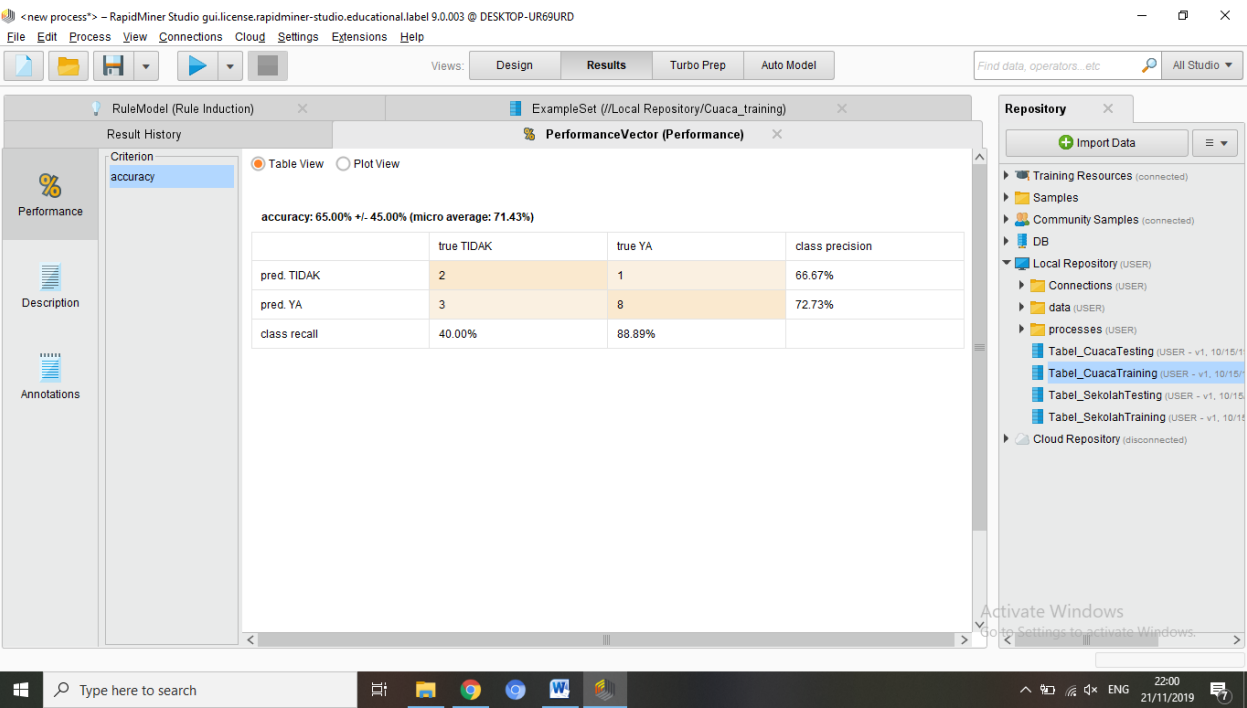 <new process*> – RapidMiner Studio gui.license.rapidminer-studio.educational.label 9.0.003 @ DESKTOP-UR69URD
File Edit Process View Connections Cloud Settings Extensions Help
Views: Design Results Turbo Prep Auto Model
Find data, operators...etc
All Studio
RuleModel (Rule Induction)
ExampleSet (//Local Repository/Cuaca_training)
Result History
PerformanceVector (Performance)
Performance
Description
Annotations
Criterion
accuracy
Table View Plot View
accuracy: 65.00% +/- 45.00% (micro average: 71.43%)
true TIDAK true YA class precision
pred. TIDAK 2 1 66.67%
pred. YA 3 8 72.73%
class recall 40.00% 88.89%
Repository
Import Data
Training Resources (connected)
Samples
Community Samples (connected)
DB
Local Repository (USER)
Connections (USER)
data (USER)
processes (USER)
Tabel_CuacaTesting (USER - v1, 10/15/1
Tabel_CuacaTraining (USER - v1, 10/15/
Tabel_SekolahTesting (USER - v1, 10/15
Tabel_SekolahTraining (USER - v1, 10/15
Cloud Repository (disconnected)
Activate Windows
Go to Settings to activate Windows.
Type here to search
ENG
22:00
21/11/2019
7